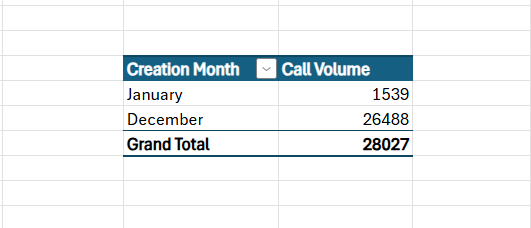 Creation Month Call Volume
January 1539
December 26488
Grand Total 28027